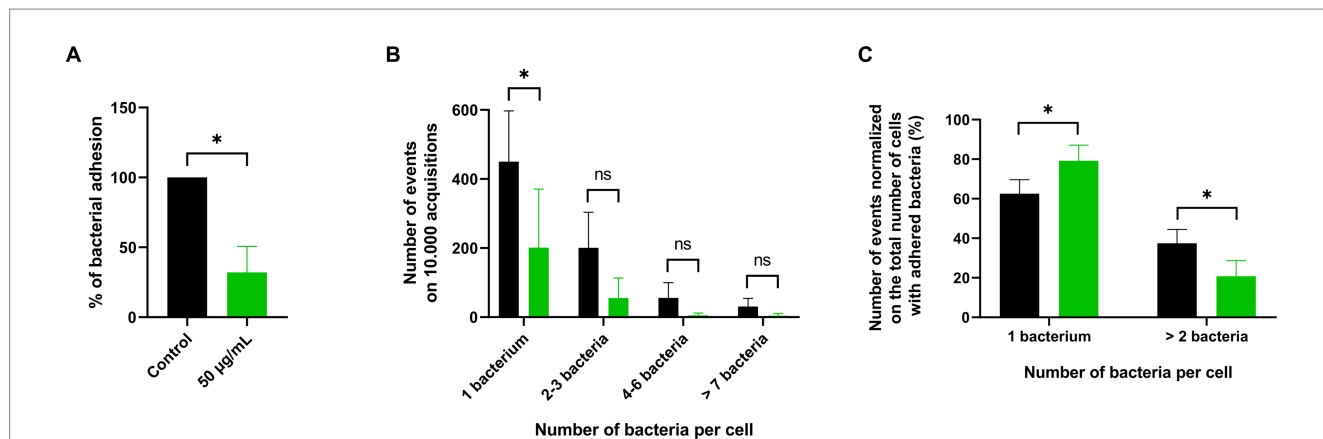 A
% of bacterial adhesion
150
100
50
0
*
Control
50 µg/mL
B
Number of events
on 10.000 acquisitions
600
400
200
0
*
ns
ns
ns
1 bacterium
2-3 bacteria
4-6 bacteria
> 7 bacteria
Number of bacteria per cell
C
Number of events normalized
on the total number of cells
with adhered bacteria (%)
100
80
60
40
20
0
*
*
1 bacterium
> 2 bacteria
Number of bacteria per cell